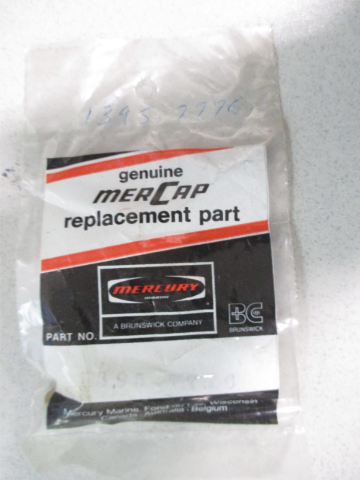 genuine
merCap
replacement part
MERCURY
MARINE
A BRUNSWICK COMPANY
BC
BRUNSWICK
PART NO.
Mercury Marine, Fond du Lac, Wisconsin
Canada - Australia - Belgium